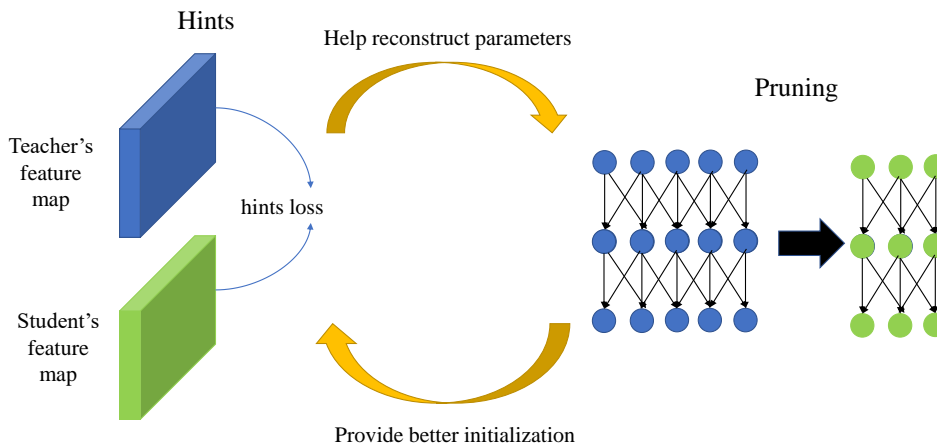 Hints
Help reconstruct parameters
Pruning
Teacher’s
feature
map
hints loss
Student’s
feature
map
Provide better initialization